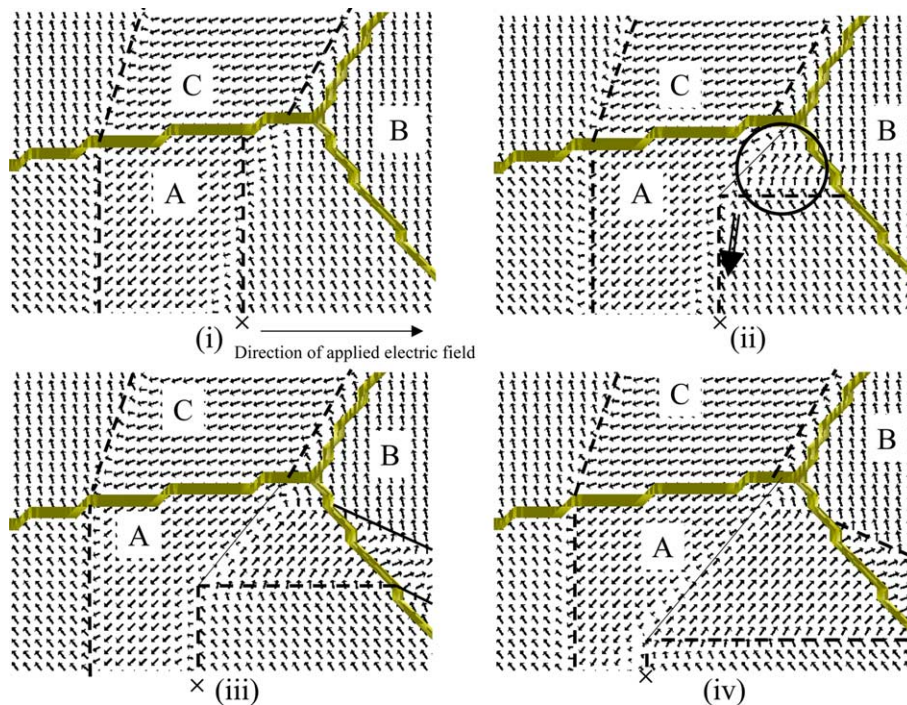 C
B
A
×
(i)
Direction of applied electric field
C
B
A
×
(ii)
C
B
A
×
(iii)
C
B
A
×
(iv)